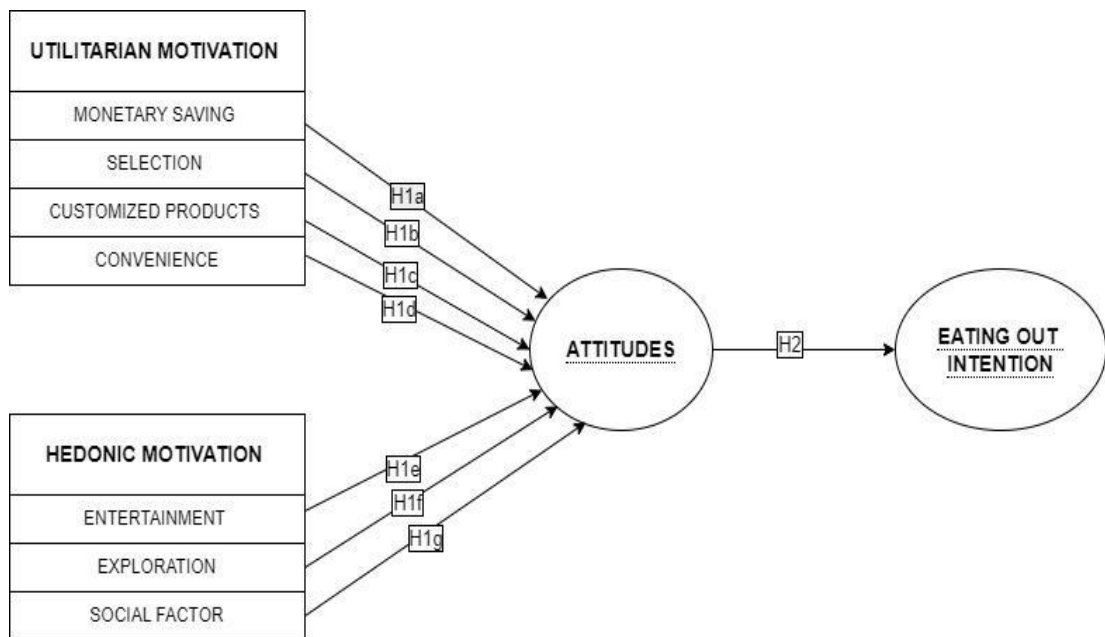 UTILITARIAN MOTIVATION
MONETARY SAVING
SELECTION
CUSTOMIZED PRODUCTS
CONVENIENCE
H1a
H1b
H1c
H1d
ATTITUDES
H2
EATING OUT
INTENTION
HEDONIC MOTIVATION
ENTERTAINMENT
EXPLORATION
SOCIAL FACTOR
H1e
H1f
H1g